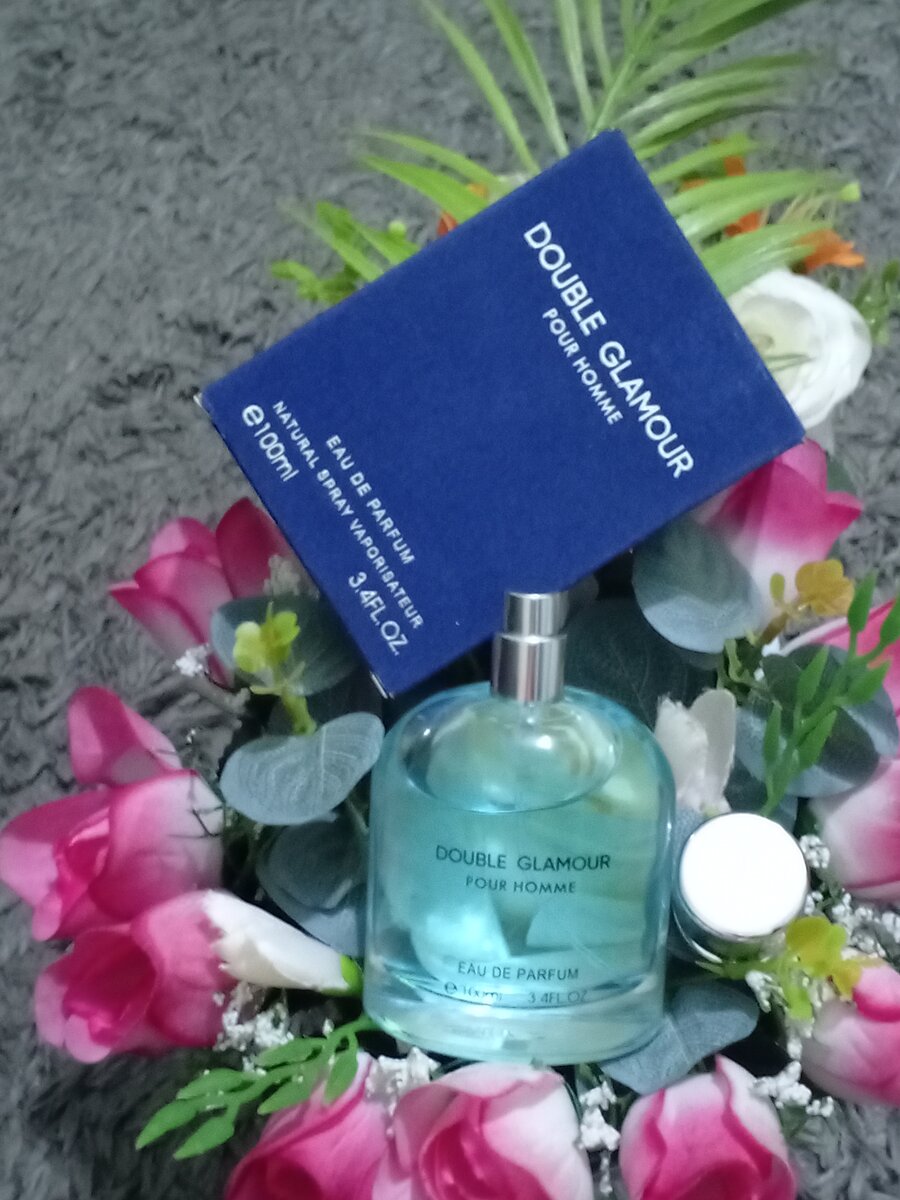 DOUBLE GLAMOUR
POUR HOMME
EAU DE PARFUM
NATURAL SPRAY VAPORISATEUR
e100ml 3.4FL.OZ.
DOUBLE GLAMOUR
POUR HOMME
EAU DE PARFUM
e 100ml 3.4FL.OZ